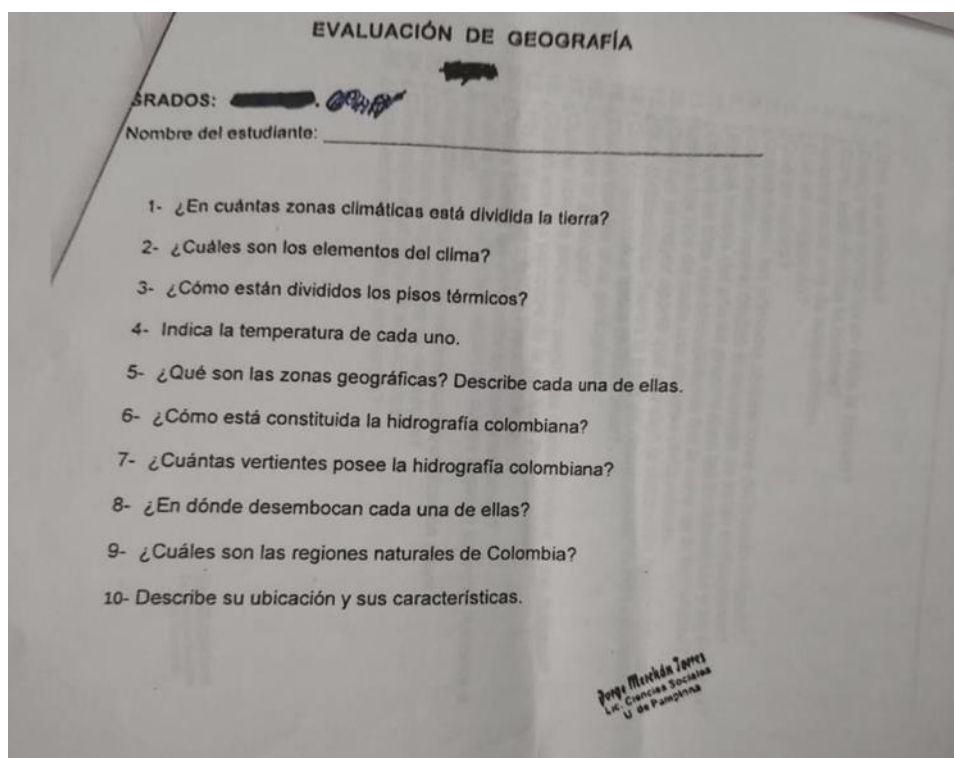 EVALUACIÓN DE GEOGRAFÍA
GRADOS:
Nombre del estudiante:
1- ¿En cuántas zonas climáticas está dividida la tierra?
2- ¿Cuáles son los elementos del clima?
3- ¿Cómo están divididos los pisos térmicos?
4- Indica la temperatura de cada uno.
5- ¿Qué son las zonas geográficas? Describe cada una de ellas.
6- ¿Cómo está constituida la hidrografía colombiana?
7- ¿Cuántas vertientes posee la hidrografía colombiana?
8- ¿En dónde desembocan cada una de ellas?
9- ¿Cuáles son las regiones naturales de Colombia?
10- Describe su ubicación y sus características.
Jorge Merchán Torres
Lic. Ciencias Sociales
U de Pamplona